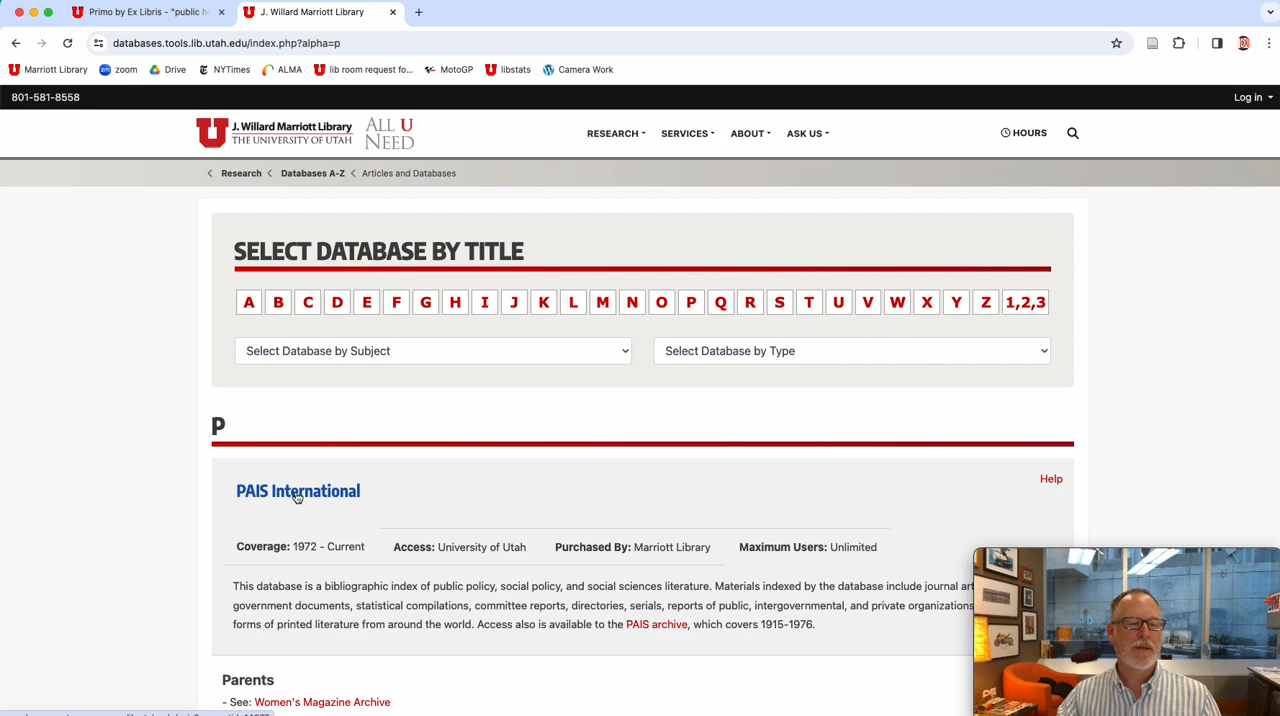 Primo by Ex Libris - "public h
J. Willard Marriott Library
databases.tools.lib.utah.edu/index.php?alpha=p
Marriott Library
zoom
Drive
NYTimes
ALMA
lib room request fo...
MotoGP
libstats
Camera Work
801-581-8558
Log in
J. Willard Marriott Library
THE UNIVERSITY OF UTAH
ALL U
NEED
RESEARCH
SERVICES
ABOUT
ASK US
HOURS
Research
Databases A-Z
Articles and Databases
SELECT DATABASE BY TITLE
A B C D E F G H I J K L M N O P Q R S T U V W X Y Z 1,2,3
Select Database by Subject
Select Database by Type
P
PAIS International
Help
Coverage: 1972 - Current
Access: University of Utah
Purchased By: Marriott Library
Maximum Users: Unlimited
This database is a bibliographic index of public policy, social policy, and social sciences literature. Materials indexed by the database include journal art
government documents, statistical compilations, committee reports, directories, serials, reports of public, intergovernmental, and private organizations
forms of printed literature from around the world. Access also is available to the PAIS archive, which covers 1915-1976.
Parents
- See: Women's Magazine Archive